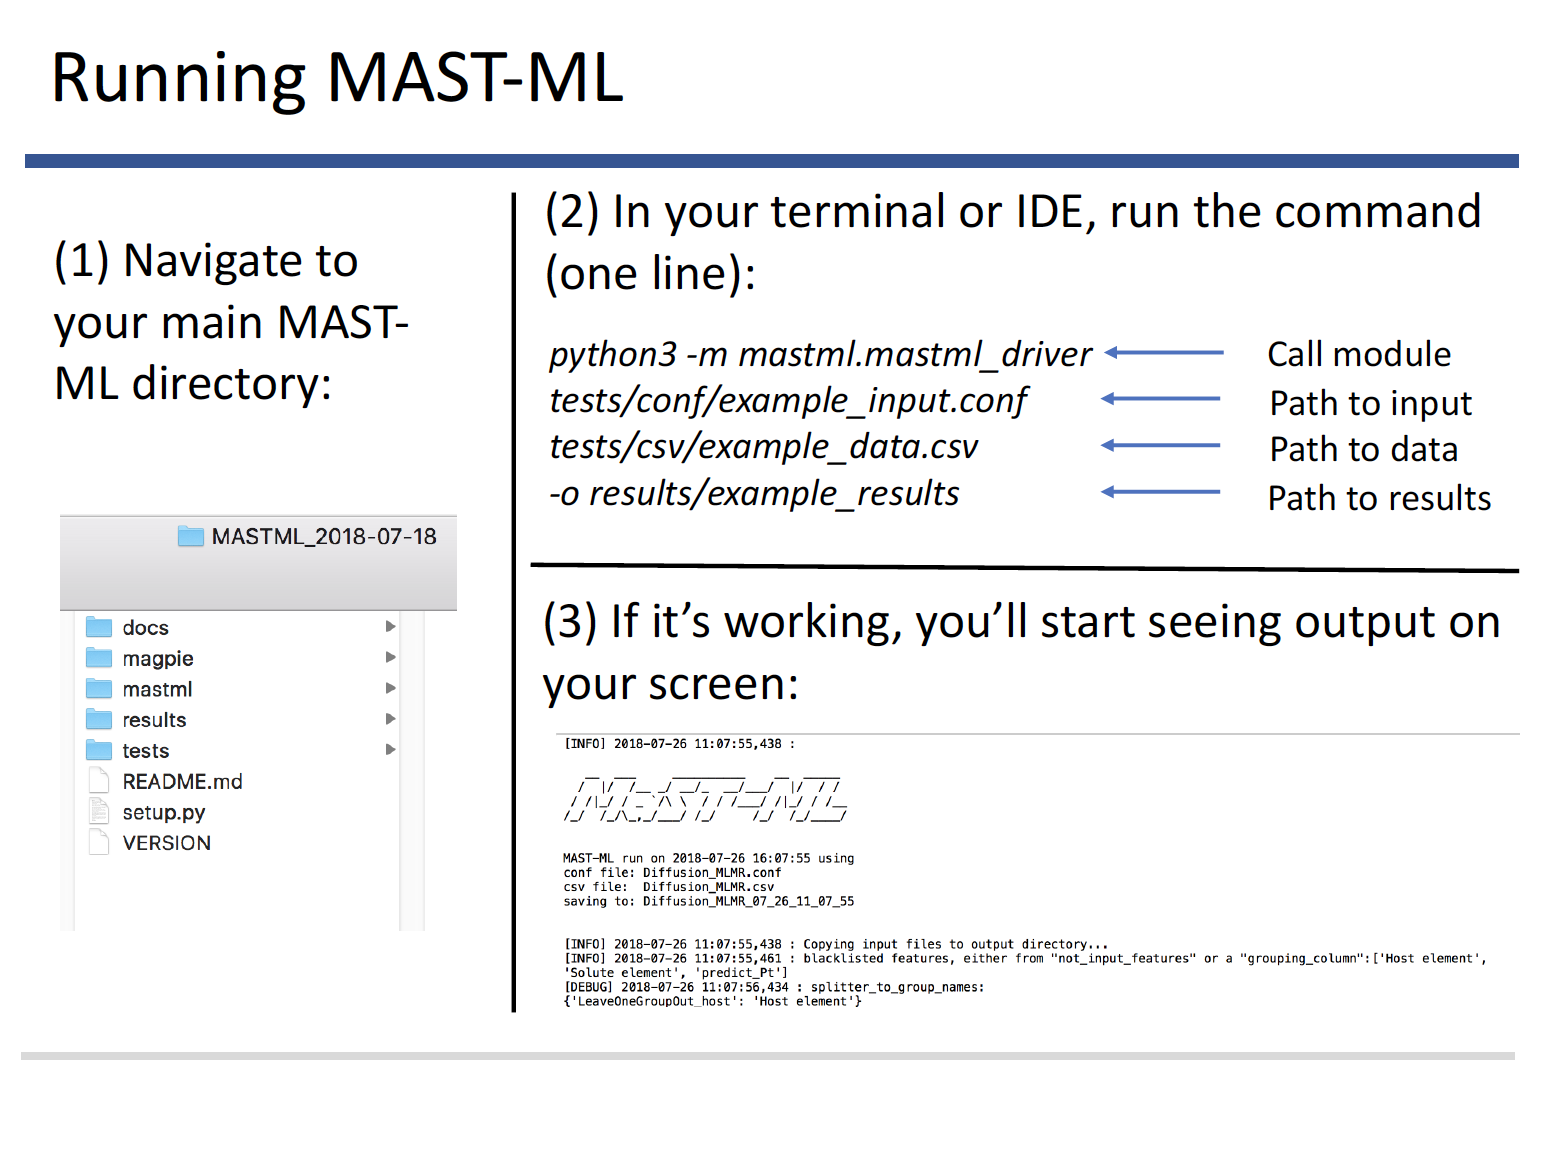 Running MAST-ML
(1) Navigate to
your main MAST-
ML directory:
MASTML_2018-07-18
docs
magpie
mastml
results
tests
README.md
setup.py
VERSION
(2) In your terminal or IDE, run the command
(one line):
python3 -m mastml.mastml_driver Call module
tests/conf/example_input.conf Path to input
tests/csv/example_data.csv Path to data
-o results/example_results Path to results
(3) If it’s working, you’ll start seeing output on
your screen:
[INFO] 2018-07-26 11:07:55,438 :
MAST-ML
MAST-ML run on 2018-07-26 16:07:55 using
conf file: Diffusion_MLMR.conf
csv file:  Diffusion_MLMR.csv
saving to: Diffusion_MLMR_07_26_11_07_55
[INFO] 2018-07-26 11:07:55,438 : Copying input files to output directory...
[INFO] 2018-07-26 11:07:55,461 : blacklisted features, either from "not_input_features" or a "grouping_column":['Host element',
'Solute element', 'predict_Pt']
[DEBUG] 2018-07-26 11:07:56,434 : splitter_to_group_names:
{'LeaveOneGroupOut_host': 'Host element'}